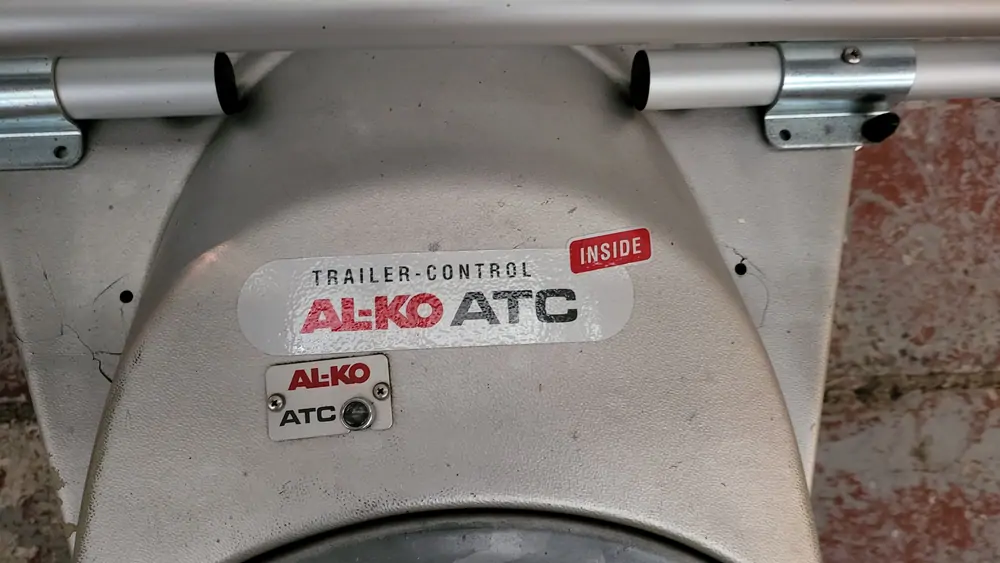 INSIDE
TRAILER-CONTROL
AL-KO ATC
AL-KO
ATC